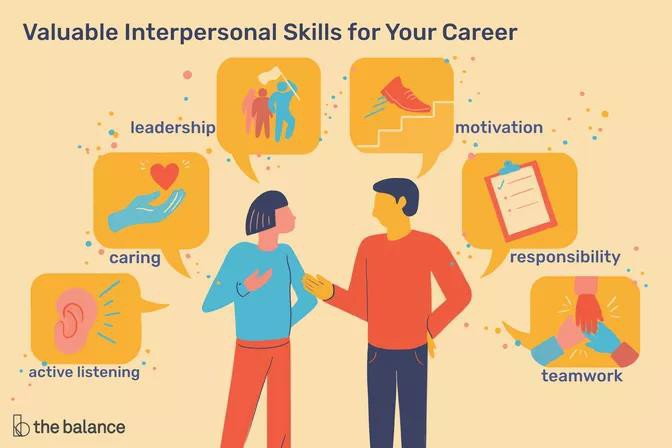 Valuable Interpersonal Skills for Your Career
leadership
motivation
caring
responsibility
active listening
teamwork
the balance